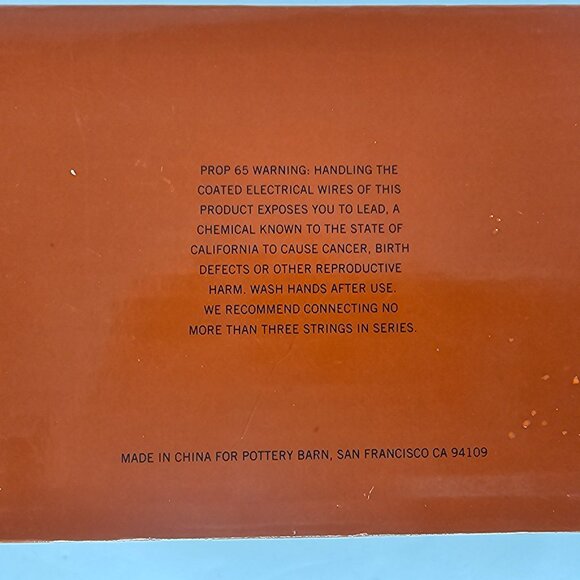 PROP 65 WARNING: HANDLING THE
COATED ELECTRICAL WIRES OF THIS
PRODUCT EXPOSES YOU TO LEAD, A
CHEMICAL KNOWN TO THE STATE OF
CALIFORNIA TO CAUSE CANCER, BIRTH
DEFECTS OR OTHER REPRODUCTIVE
HARM. WASH HANDS AFTER USE.
WE RECOMMEND CONNECTING NO
MORE THAN THREE STRINGS IN SERIES.
MADE IN CHINA FOR POTTERY BARN, SAN FRANCISCO CA 94109